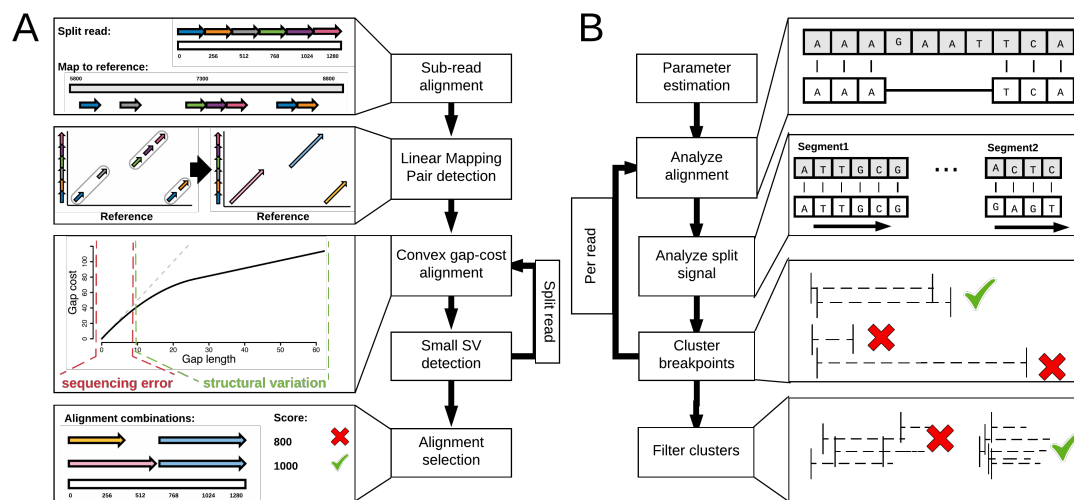 A
Split read:
0 256 512 768 1024 1280
Map to reference:
5800 7300 8800
Sub-read
alignment
Reference
Reference
Linear Mapping
Pair detection
Gap cost
0 20 40 60 80 100
0 10 20 30 40 50 60
Gap length
sequencing error
structural variation
Convex gap-cost
alignment
Split read
Small SV
detection
Alignment combinations:
Score:
800
1000
0 256 512 768 1024 1280
Alignment
selection
B
Parameter
estimation
A A A G A A T T C A
A A A T C A
Analyze
alignment
Segment1
Segment2
A T T G C G ... A C T C
A T T G C G G A G T
Per read
Analyze split
signal
Cluster
breakpoints
Filter clusters